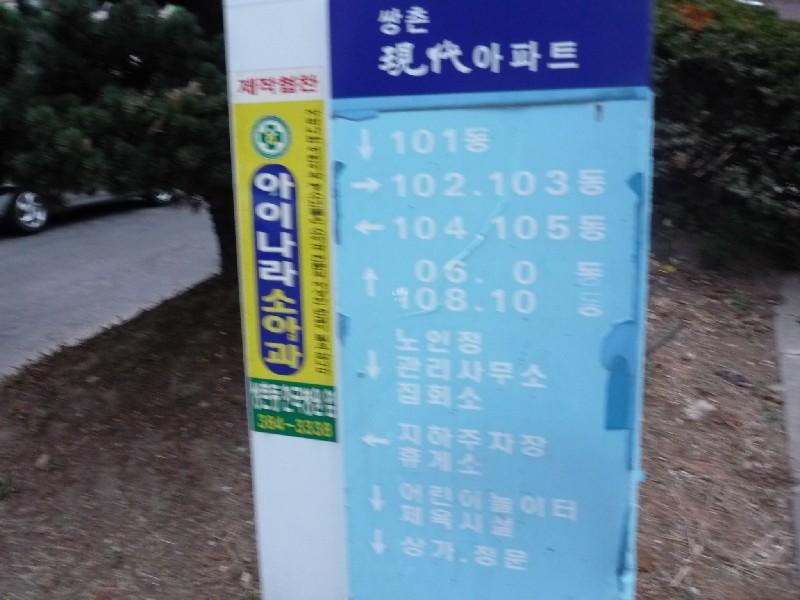 쌍촌
現代아파트
제작협찬
아이나라소아과
384-3338
↓ 101동
→ 102.103동
← 104.105동
↑ 06. 0 동
108.10 동
노인정
↓ 관리사무소
집회소
← 지하주차장
휴게소
↓ 어린이놀이터
체육시설
↓ 상가.정문